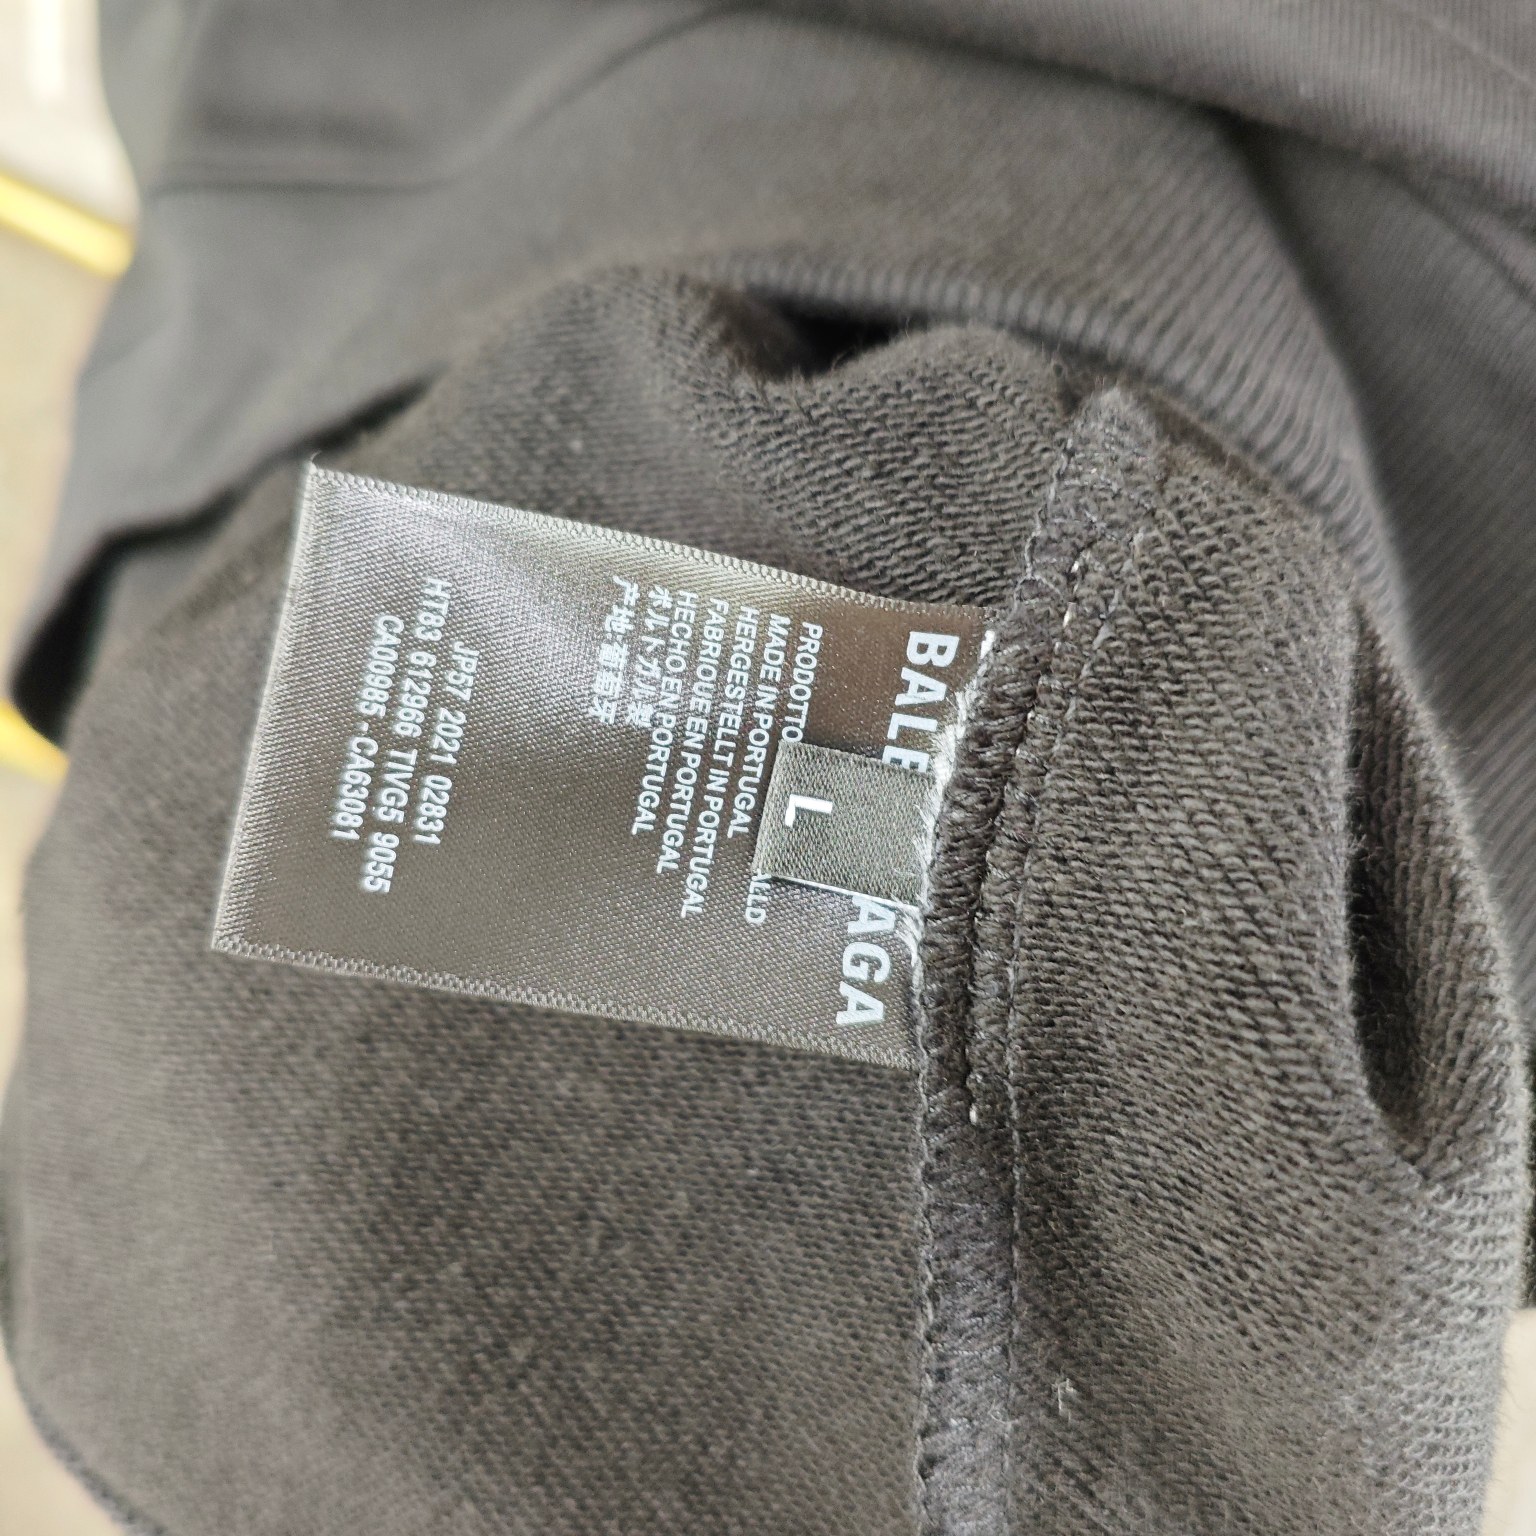 BALE AGA
L
PRODOTTO
MADE IN PORTUGAL
HERGESTELLT IN PORTUGAL
FABRIQUE EN PORTUGAL
HECHO EN PORTUGAL
ポルトガル製
产地葡萄牙
JP57 2021 02831
HT83 612966 TIVG5 9055
CA00985 .CA63081